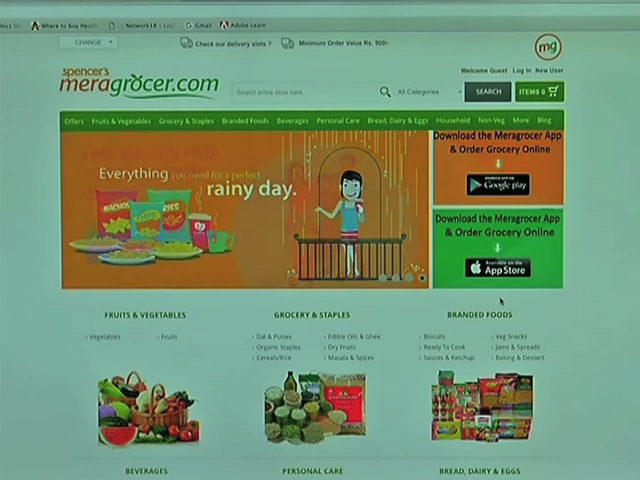 Where to buy Heal
Network18 – Log
Gmail
Adobe Learn
CHANGE
Check our delivery slots ?
Minimum Order Value Rs. 500/-
mg
Welcome Guest Log In New User
spencer's
meragrocer.com
Search entire store here
All Categories
SEARCH
ITEMS 0
Offers Fruits & Vegetables Grocery & Staples Branded Foods Beverages Personal Care Bread, Dairy & Eggs Household Non-Veg More Blog
Everything you need for a perfect
rainy day.
NACHOS
Download the Meragrocer App
& Order Grocery Online
Google play
Download the Meragrocer App
& Order Grocery Online
Available on the
App Store
FRUITS & VEGETABLES
Vegetables
Fruits
GROCERY & STAPLES
Dal & Pulses
Edible Oils & Ghee
Organic Staples
Dry Fruits
Cereals/Rice
Masala & Spices
BRANDED FOODS
Biscuits
Veg Snacks
Ready To Cook
Jams & Spreads
Sauces & Ketchup
Baking & Dessert
BEVERAGES
PERSONAL CARE
BREAD, DAIRY & EGGS